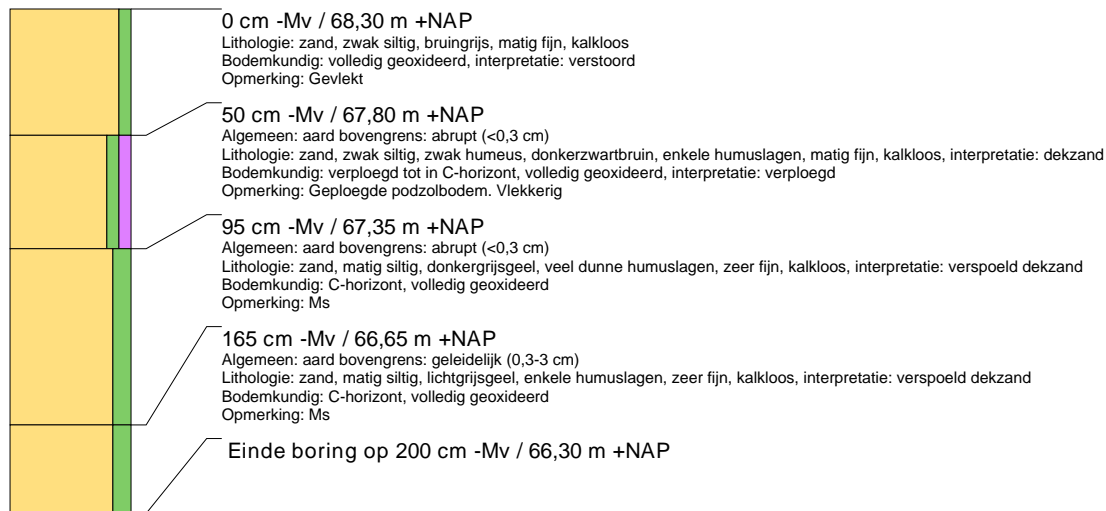 0 cm -Mv / 68,30 m +NAP
Lithologie: zand, zwak siltig, bruingrijs, matig fijn, kalkloos
Bodemkundig: volledig geoxideerd, interpretatie: verstoord
Opmerking: Gevlekt
50 cm -Mv / 67,80 m +NAP
Algemeen: aard bovengrens: abrupt (<0,3 cm)
Lithologie: zand, zwak siltig, zwak humeus, donkerzwartbruin, enkele humuslagen, matig fijn, kalkloos, interpretatie: dekzand
Bodemkundig: verploegd tot in C-horizont, volledig geoxideerd, interpretatie: verploegd
Opmerking: Geploegde podzolbodem. Vlekkerig
95 cm -Mv / 67,35 m +NAP
Algemeen: aard bovengrens: abrupt (<0,3 cm)
Lithologie: zand, matig siltig, donkergrijsgeel, veel dunne humuslagen, zeer fijn, kalkloos, interpretatie: verspoeld dekzand
Bodemkundig: C-horizont, volledig geoxideerd
Opmerking: Ms
165 cm -Mv / 66,65 m +NAP
Algemeen: aard bovengrens: geleidelijk (0,3-3 cm)
Lithologie: zand, matig siltig, lichtgrijsgeel, enkele humuslagen, zeer fijn, kalkloos, interpretatie: verspoeld dekzand
Bodemkundig: C-horizont, volledig geoxideerd
Opmerking: Ms
Einde boring op 200 cm -Mv / 66,30 m +NAP